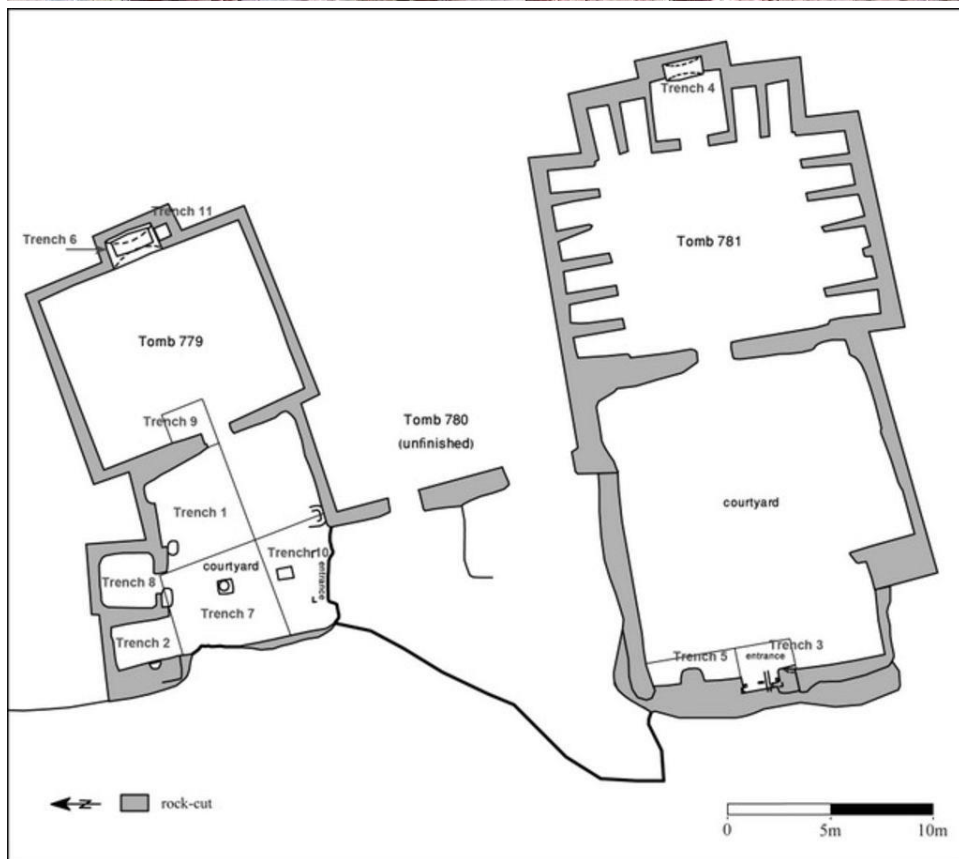 Trench 4
Trench 11
Trench 6
Tomb 781
Tomb 779
Trench 9
Tomb 780
(unfinished)
Trench 1
courtyard
Trench 10
courtyard
entrance
Trench 8
Trench 7
Trench 2
Trench 3
Trench 5
entrance
N
rock-cut
0
5m
10m